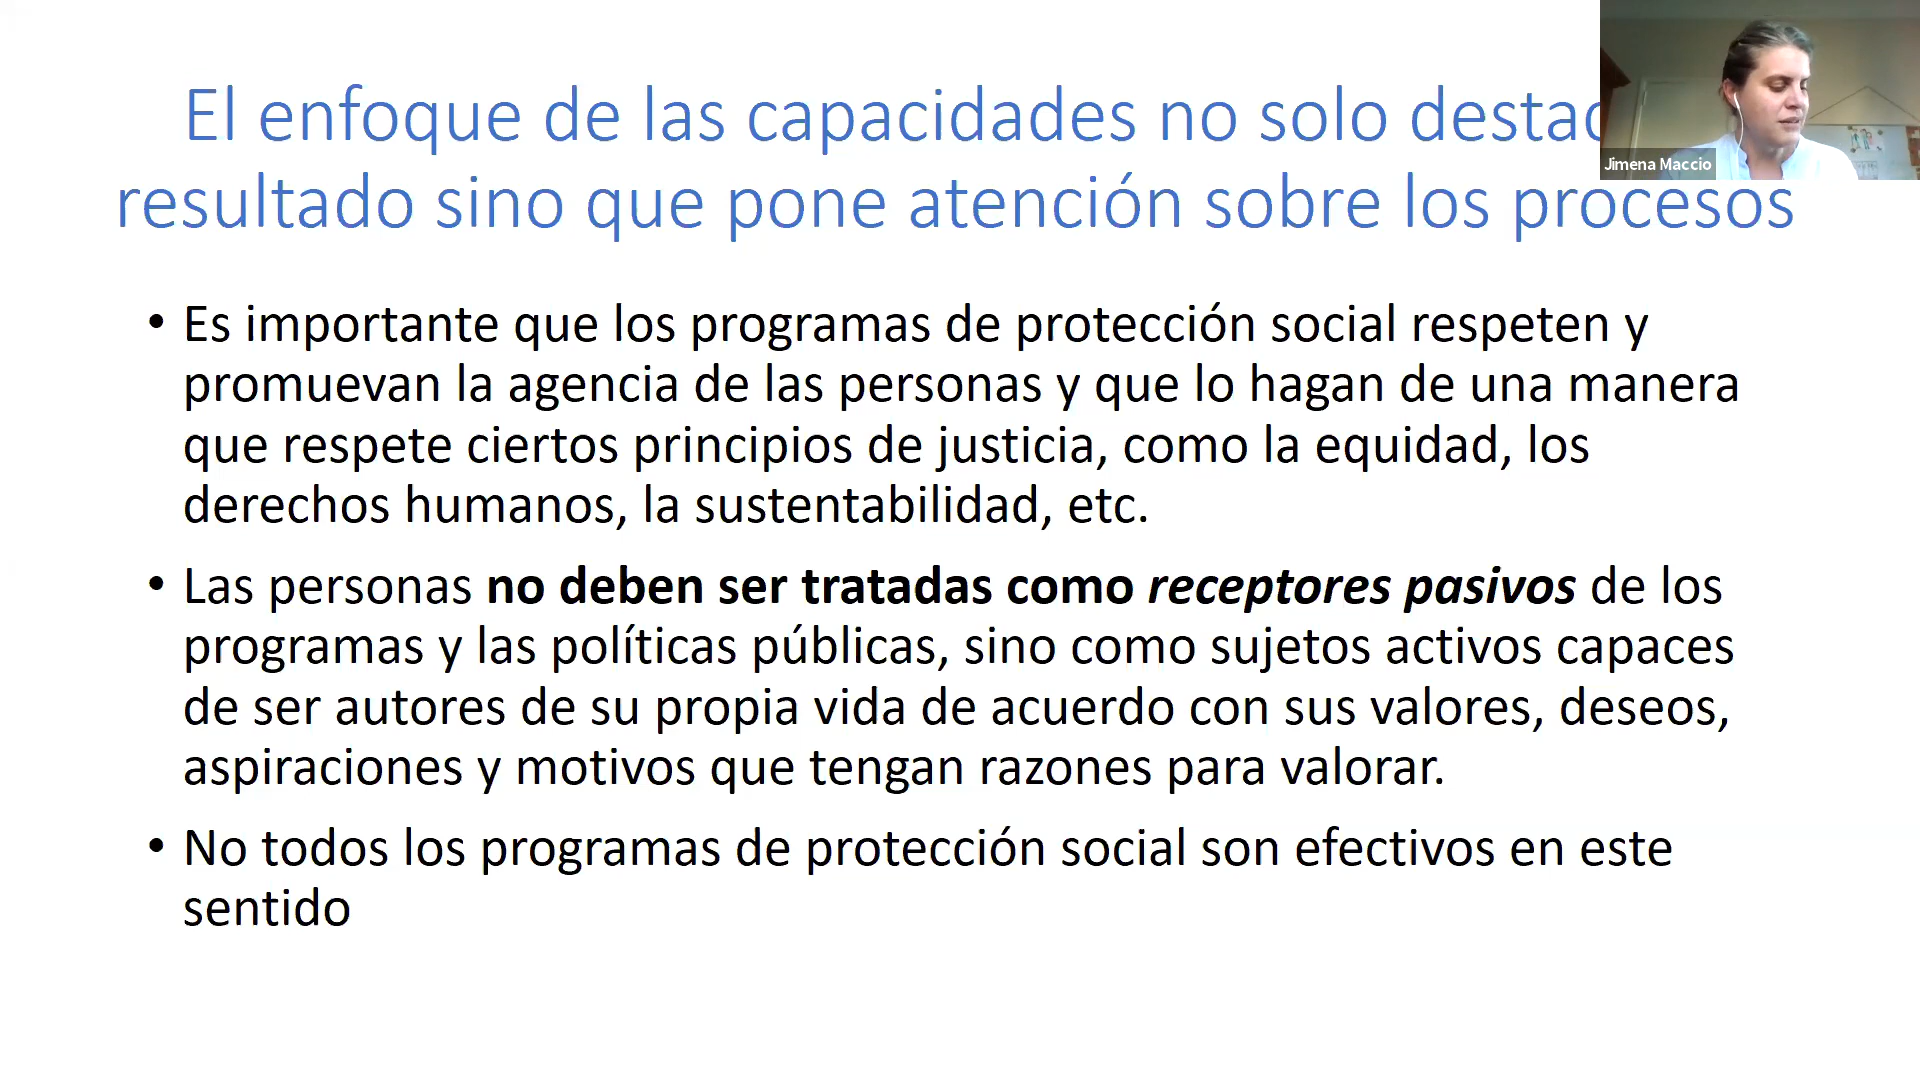 El enfoque de las capacidades no solo
resultado sino que pone atención sobre los procesos
Jimena Maccio
• Es importante que los programas de protección social respeten y
promuevan la agencia de las personas y que lo hagan de una manera
que respete ciertos principios de justicia, como la equidad, los
derechos humanos, la sustentabilidad, etc.
• Las personas no deben ser tratadas como receptores pasivos de los
programas y las políticas públicas, sino como sujetos activos capaces
de ser autores de su propia vida de acuerdo con sus valores, deseos,
aspiraciones y motivos que tengan razones para valorar.
• No todos los programas de protección social son efectivos en este
sentido